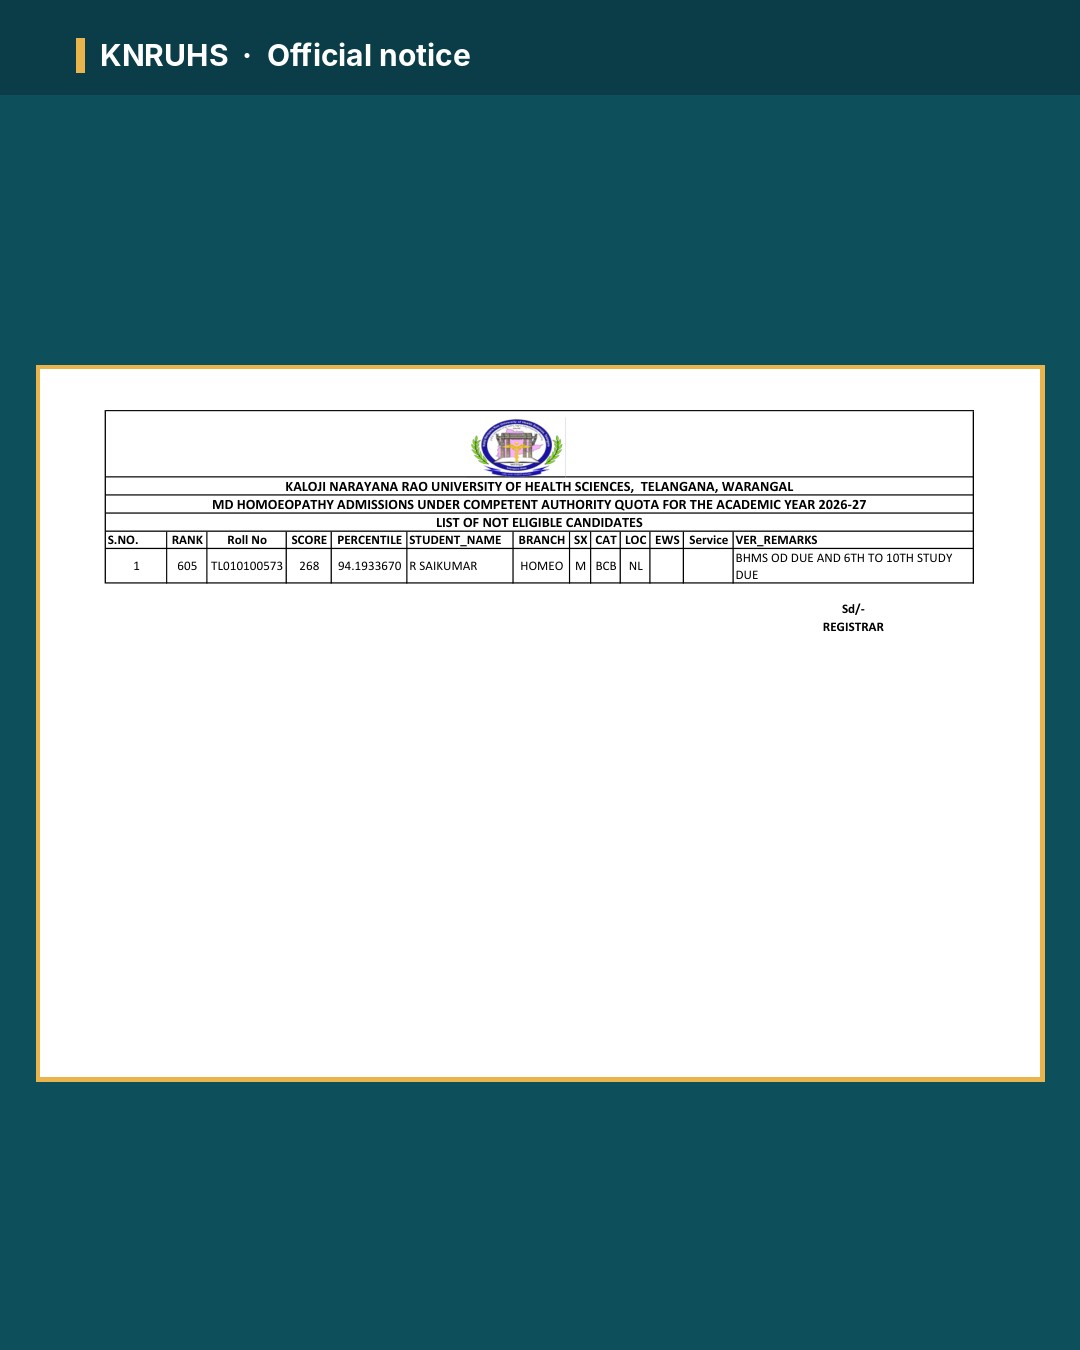 KNRUHS · Official notice
KALOJI NARAYANA RAO UNIVERSITY OF HEALTH SCIENCES, TELANGANA, WARANGAL
MD HOMOEOPATHY ADMISSIONS UNDER COMPETENT AUTHORITY QUOTA FOR THE ACADEMIC YEAR 2026-27
LIST OF NOT ELIGIBLE CANDIDATES
S.NO. RANK Roll No SCORE PERCENTILE STUDENT_NAME BRANCH SX CAT LOC EWS Service VER_REMARKS
1 605 TL010100573 268 94.1933670 R SAIKUMAR HOMEO M BCB NL BHMS OD DUE AND 6TH TO 10TH STUDY
DUE
Sd/-
REGISTRAR